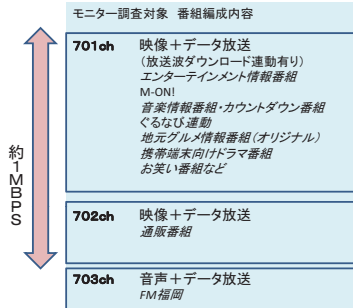 モニター調査対象 番組編成内容
701ch 映像＋データ放送
（放送波ダウンロード連動有り）
エンターテインメント情報番組
M-ON!
音楽情報番組・カウントダウン番組
ぐるなび連動
地元グルメ情報番組（オリジナル）
携帯端末向けドラマ番組
お笑い番組など
約1MBPS
702ch 映像＋データ放送
通販番組
703ch 音声＋データ放送
FM福岡